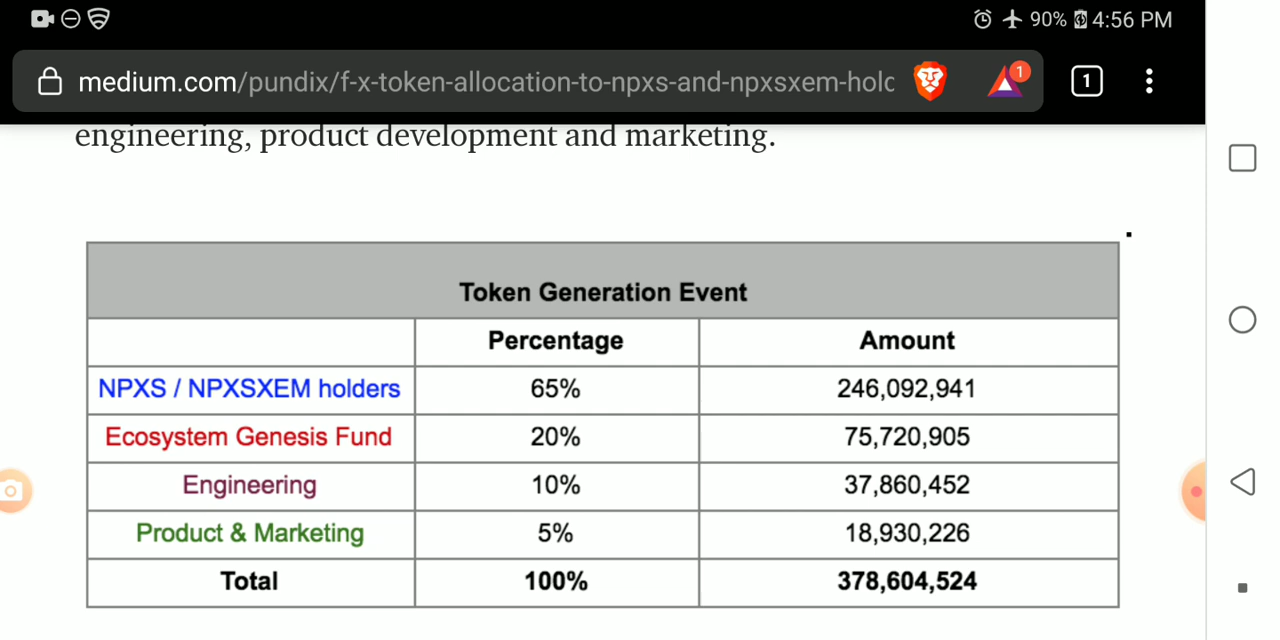 90% 4:56 PM
medium.com/pundix/f-x-token-allocation-to-npxs-and-npxsxem-holc
1
1
engineering, product development and marketing.
Token Generation Event
Percentage Amount
NPXS / NPXSXEM holders 65% 246,092,941
Ecosystem Genesis Fund 20% 75,720,905
Engineering 10% 37,860,452
Product & Marketing 5% 18,930,226
Total 100% 378,604,524